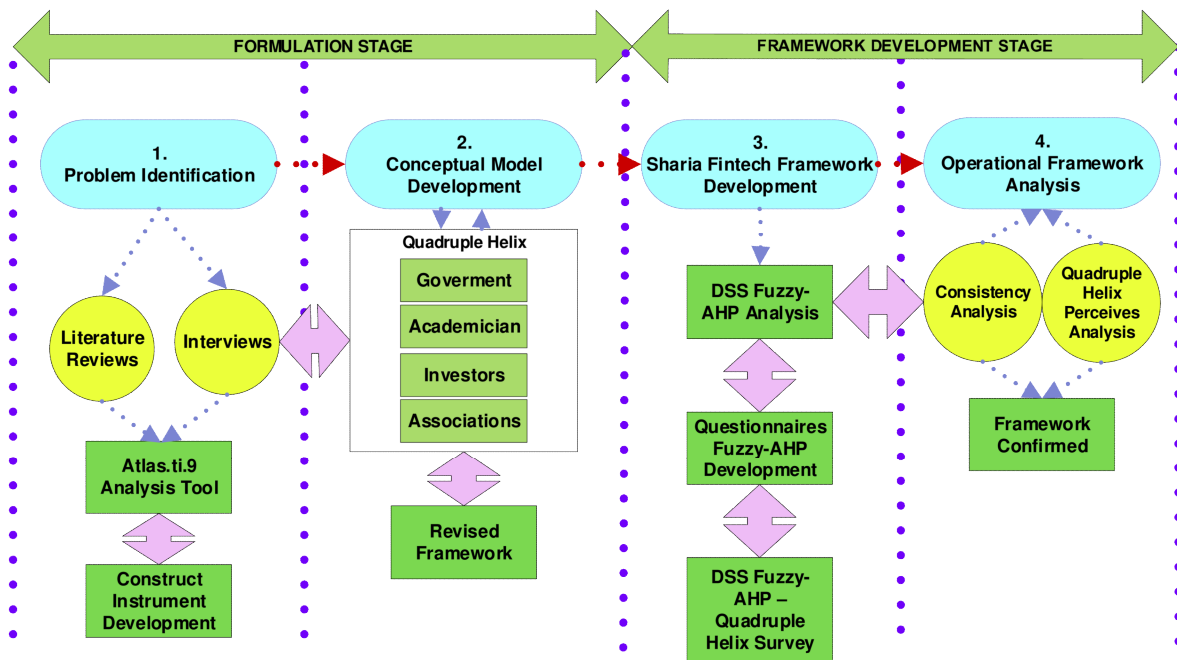 FORMULATION STAGE
FRAMEWORK DEVELOPMENT STAGE
1.
Problem Identification
2.
Conceptual Model
Development
3.
Sharia Fintech Framework
Development
4.
Operational Framework
Analysis
Literature
Reviews
Interviews
Atlas.ti.9
Analysis Tool
Construct
Instrument
Development
Quadruple Helix
Goverment
Academician
Investors
Associations
Revised
Framework
DSS Fuzzy-
AHP Analysis
Questionnaires
Fuzzy-AHP
Development
DSS Fuzzy-
AHP –
Quadruple
Helix Survey
Consistency
Analysis
Quadruple
Helix
Perceives
Analysis
Framework
Confirmed